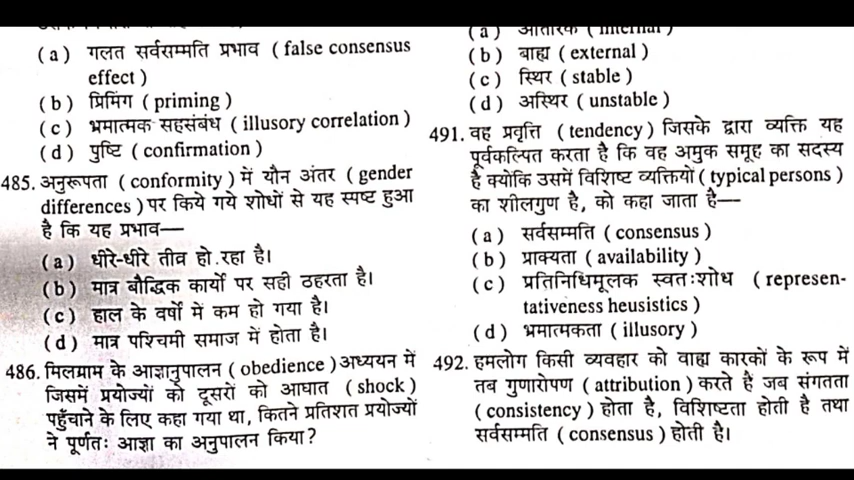 (a) गलत सर्वसम्मति प्रभाव (false consensus
effect)
(b) प्रिमिंग (priming)
(c) भ्रमात्मक सहसंबंध (illusory correlation)
(d) पुष्टि (confirmation)
485. अनुरूपता (conformity) में यौन अंतर (gender
differences) पर किये गये शोधों से यह स्पष्ट हुआ
है कि यह प्रभाव—
(a) धीरे-धीरे तीव्र हो रहा है।
(b) मात्र बौद्धिक कार्यों पर सही ठहरता है।
(c) हाल के वर्षों में कम हो गया है।
(d) मात्र पश्चिमी समाज में होता है।
486. मिलग्राम के आज्ञानुपालन (obedience) अध्ययन में
जिसमें प्रयोज्यों को दूसरों को आघात (shock)
पहुँचाने के लिए कहा गया था, कितने प्रतिशत प्रयोज्यों
ने पूर्णतः आज्ञा का अनुपालन किया?
(a) आंतरिक (internal)
(b) बाह्य (external)
(c) स्थिर (stable)
(d) अस्थिर (unstable)
491. वह प्रवृत्ति (tendency) जिसके द्वारा व्यक्ति यह
पूर्वकल्पित करता है कि वह अमुक समूह का सदस्य
है क्योंकि उसमें विशिष्ट व्यक्तियों (typical persons)
का शीलगुण है, को कहा जाता है—
(a) सर्वसम्मति (consensus)
(b) प्राक्यता (availability)
(c) प्रतिनिधिमूलक स्वतःशोध (represen-
tativeness heusistics)
(d) भ्रमात्मकता (illusory)
492. हमलोग किसी व्यवहार को वाह्य कारकों के रूप में
तब गुणारोपण (attribution) करते हैं जब संगतता
(consistency) होता है, विशिष्टता होती है तथा
सर्वसम्मति (consensus) होती है।